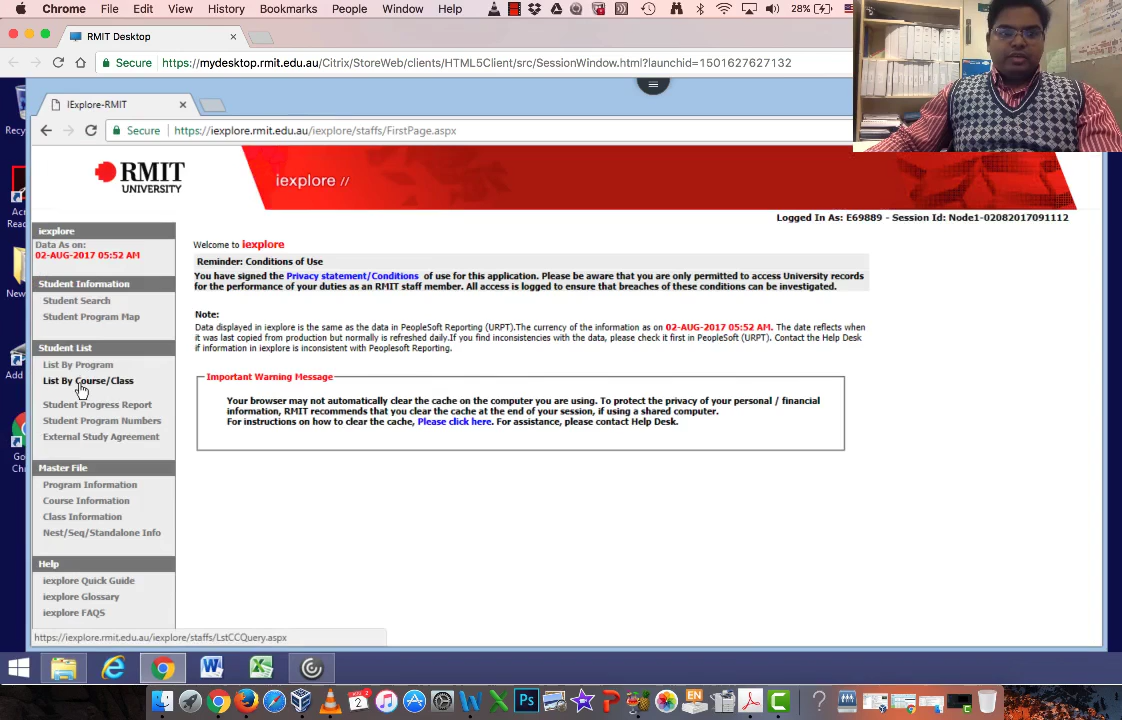 Chrome File Edit View History Bookmarks People Window Help 28%
RMIT Desktop
Secure https://mydesktop.rmit.edu.au/Citrix/StoreWeb/clients/HTML5Client/src/SessionWindow.html?launchid=1501627627132
IExplore-RMIT
Secure https://iexplore.rmit.edu.au/iexplore/staffs/FirstPage.aspx
RMIT
UNIVERSITY
iexplore //
Logged In As: E69889 - Session Id: Node1-02082017091112
iexplore
Data As on:
02-AUG-2017 05:52 AM
Student Information
Student Search
Student Program Map
Student List
List By Program
List By Course/Class
Student Progress Report
Student Program Numbers
External Study Agreement
Master File
Program Information
Course Information
Class Information
Nest/Seq/Standalone Info
Help
iexplore Quick Guide
iexplore Glossary
iexplore FAQS
Welcome to iexplore
Reminder: Conditions of Use
You have signed the Privacy statement/Conditions of use for this application. Please be aware that you are only permitted to access University records
for the performance of your duties as an RMIT staff member. All access is logged to ensure that breaches of these conditions can be investigated.
Note:
Data displayed in iexplore is the same as the data in PeopleSoft Reporting (URPT).The currency of the information as on 02-AUG-2017 05:52 AM. The date reflects when
it was last copied from production but normally is refreshed daily.If you find inconsistencies with the data, please check it first in PeopleSoft (URPT). Contact the Help Desk
if information in iexplore is inconsistent with Peoplesoft Reporting.
Important Warning Message
Your browser may not automatically clear the cache on the computer you are using. To protect the privacy of your personal / financial
information, RMIT recommends that you clear the cache at the end of your session, if using a shared computer.
For instructions on how to clear the cache, Please click here. For assistance, please contact Help Desk.
https://iexplore.rmit.edu.au/iexplore/staffs/LstCCQuery.aspx